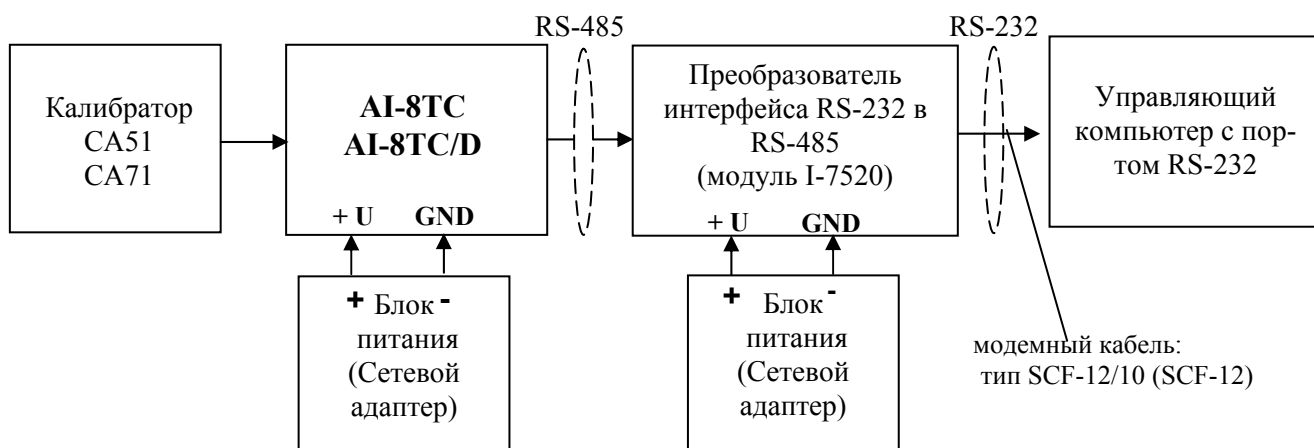 RS-485
RS-232
Калибратор
CA51
CA71
AI-8TC
AI-8TC/D
+ U GND
Преобразователь
интерфейса RS-232 в
RS-485
(модуль I-7520)
+ U GND
Управляющий
компьютер с пор-
том RS-232
+ Блок -
питания
(Сетевой
адаптер)
+ Блок -
питания
(Сетевой
адаптер)
модемный кабель:
тип SCF-12/10 (SCF-12)